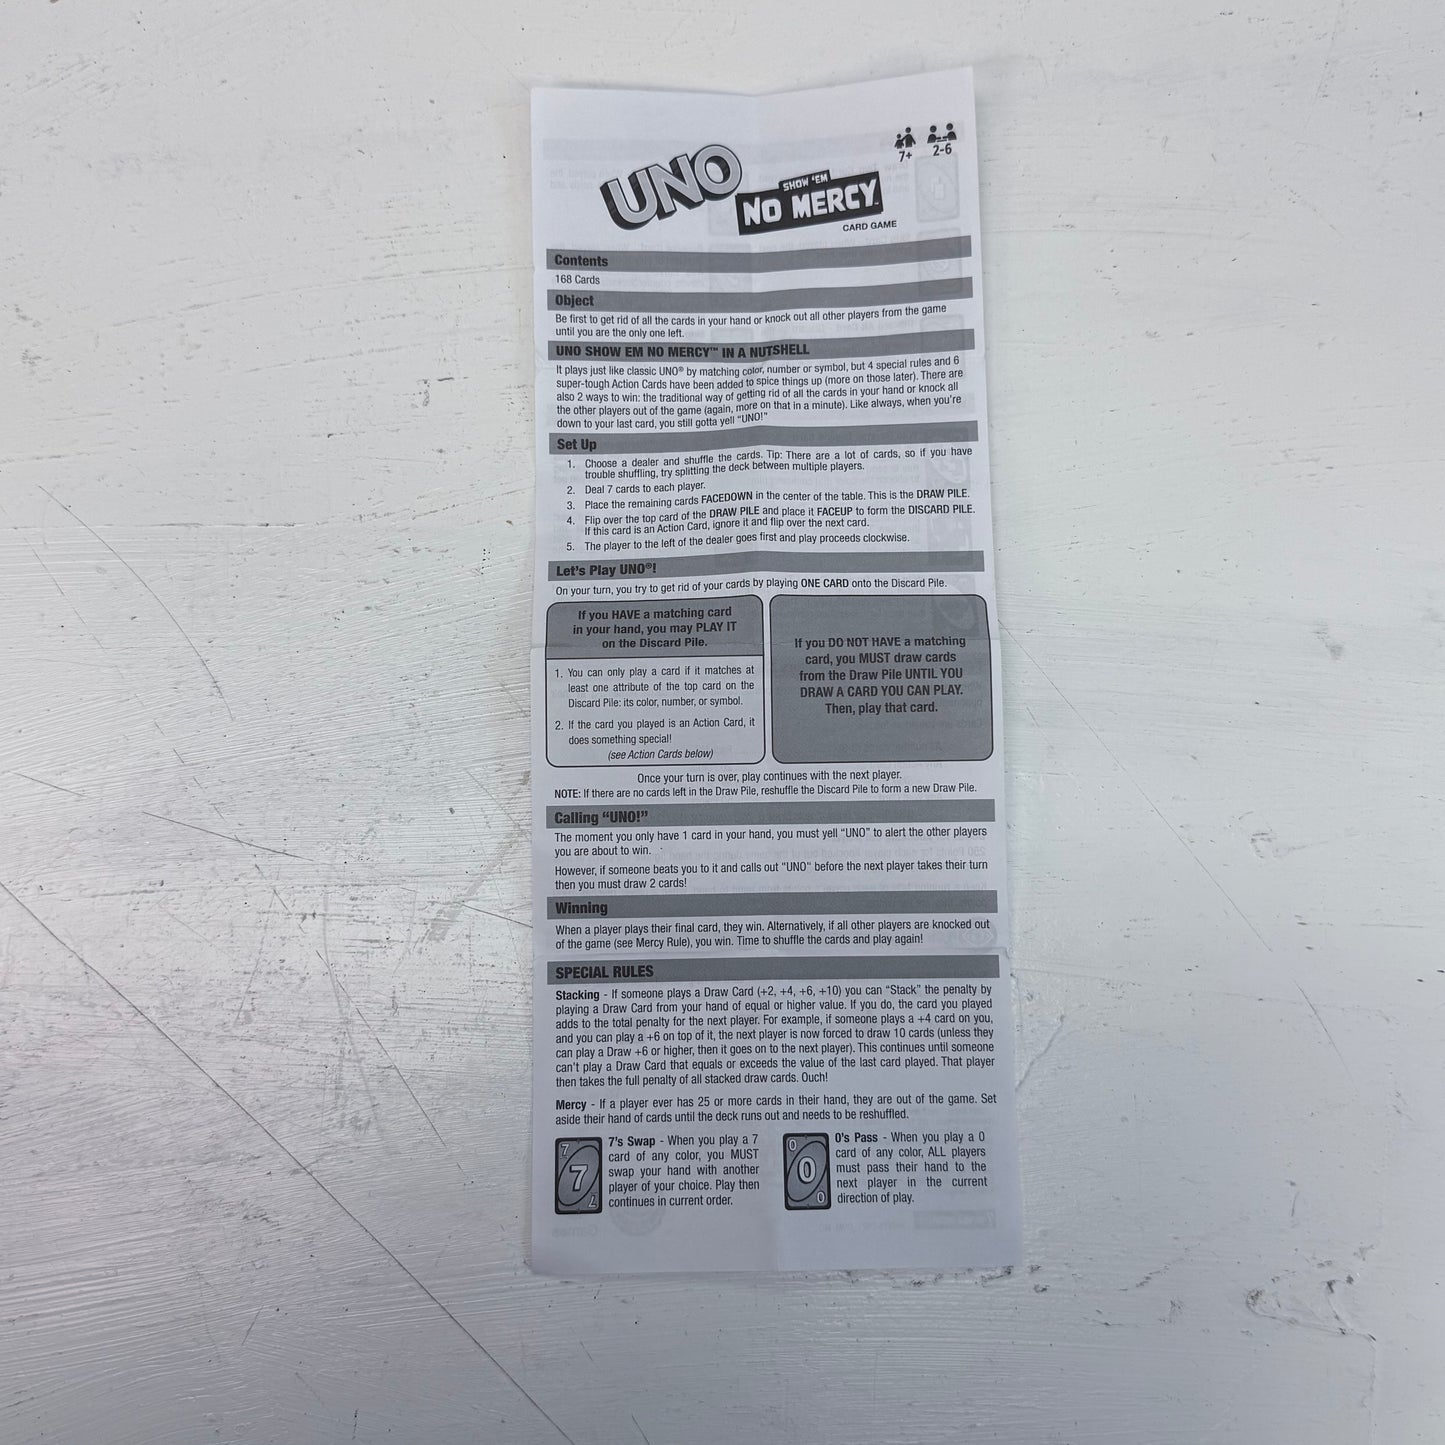 7+ 2-6
UNO
SHOW 'EM
NO MERCY™
CARD GAME
Contents
168 Cards
Object
Be first to get rid of all the cards in your hand or knock out all other players from the game
until you are the only one left.
UNO SHOW EM NO MERCY™ IN A NUTSHELL
It plays just like classic UNO® by matching color, number or symbol, but 4 special rules and 6
super-tough Action Cards have been added to spice things up (more on those later). There are
also 2 ways to win: the traditional way of getting rid of all the cards in your hand or knock all
the other players out of the game (again, more on that in a minute). Like always, when you're
down to your last card, you still gotta yell "UNO!"
Set Up
1. Choose a dealer and shuffle the cards. Tip: There are a lot of cards, so if you have
trouble shuffling, try splitting the deck between multiple players.
2. Deal 7 cards to each player.
3. Place the remaining cards FACEDOWN in the center of the table. This is the DRAW PILE.
4. Flip over the top card of the DRAW PILE and place it FACEUP to form the DISCARD PILE.
If this card is an Action Card, ignore it and flip over the next card.
5. The player to the left of the dealer goes first and play proceeds clockwise.
Let's Play UNO®!
On your turn, you try to get rid of your cards by playing ONE CARD onto the Discard Pile.
If you HAVE a matching card
in your hand, you may PLAY IT
on the Discard Pile.
1. You can only play a card if it matches at
least one attribute of the top card on the
Discard Pile: its color, number, or symbol.
2. If the card you played is an Action Card, it
does something special!
(see Action Cards below)
If you DO NOT HAVE a matching
card, you MUST draw cards
from the Draw Pile UNTIL YOU
DRAW A CARD YOU CAN PLAY.
Then, play that card.
Once your turn is over, play continues with the next player.
NOTE: If there are no cards left in the Draw Pile, reshuffle the Discard Pile to form a new Draw Pile.
Calling "UNO!"
The moment you only have 1 card in your hand, you must yell "UNO" to alert the other players
you are about to win.
However, if someone beats you to it and calls out "UNO" before the next player takes their turn
then you must draw 2 cards!
Winning
When a player plays their final card, they win. Alternatively, if all other players are knocked out
of the game (see Mercy Rule), you win. Time to shuffle the cards and play again!
SPECIAL RULES
Stacking - If someone plays a Draw Card (+2, +4, +6, +10) you can "Stack" the penalty by
playing a Draw Card from your hand of equal or higher value. If you do, the card you played
adds to the total penalty for the next player. For example, if someone plays a +4 card on you,
and you can play a +6 on top of it, the next player is now forced to draw 10 cards (unless they
can play a Draw +6 or higher, then it goes on to the next player). This continues until someone
can't play a Draw Card that equals or exceeds the value of the last card played. That player
then takes the full penalty of all stacked draw cards. Ouch!
Mercy - If a player ever has 25 or more cards in their hand, they are out of the game. Set
aside their hand of cards until the deck runs out and needs to be reshuffled.
7
7
7
7's Swap - When you play a 7
card of any color, you MUST
swap your hand with another
player of your choice. Play then
continues in current order.
0
0
0
0's Pass - When you play a 0
card of any color, ALL players
must pass their hand to the
next player in the current
direction of play.